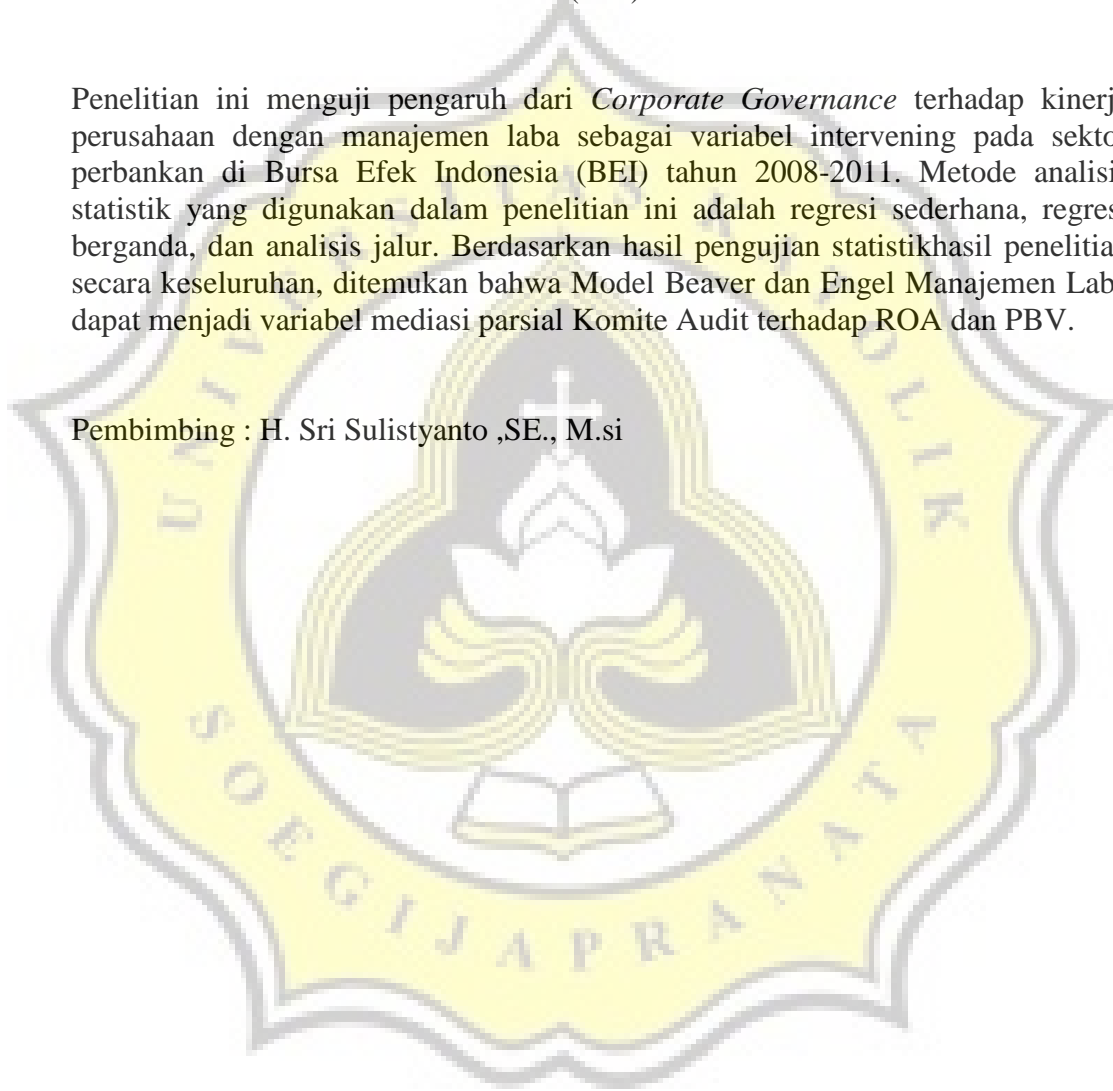 Penelitian ini menguji pengaruh dari Corporate Governance terhadap kinerj
perusahaan dengan manajemen laba sebagai variabel intervening pada sekto
perbankan di Bursa Efek Indonesia (BEI) tahun 2008-2011. Metode analisi
statistik yang digunakan dalam penelitian ini adalah regresi sederhana, regres
berganda, dan analisis jalur. Berdasarkan hasil pengujian statistikhasil penelitia
secara keseluruhan, ditemukan bahwa Model Beaver dan Engel Manajemen Lab
dapat menjadi variabel mediasi parsial Komite Audit terhadap ROA dan PBV.
Pembimbing : H. Sri Sulistyanto ,SE., M.si
UNIVERSITAS KATOLIK
SOEGIJAPRANATA